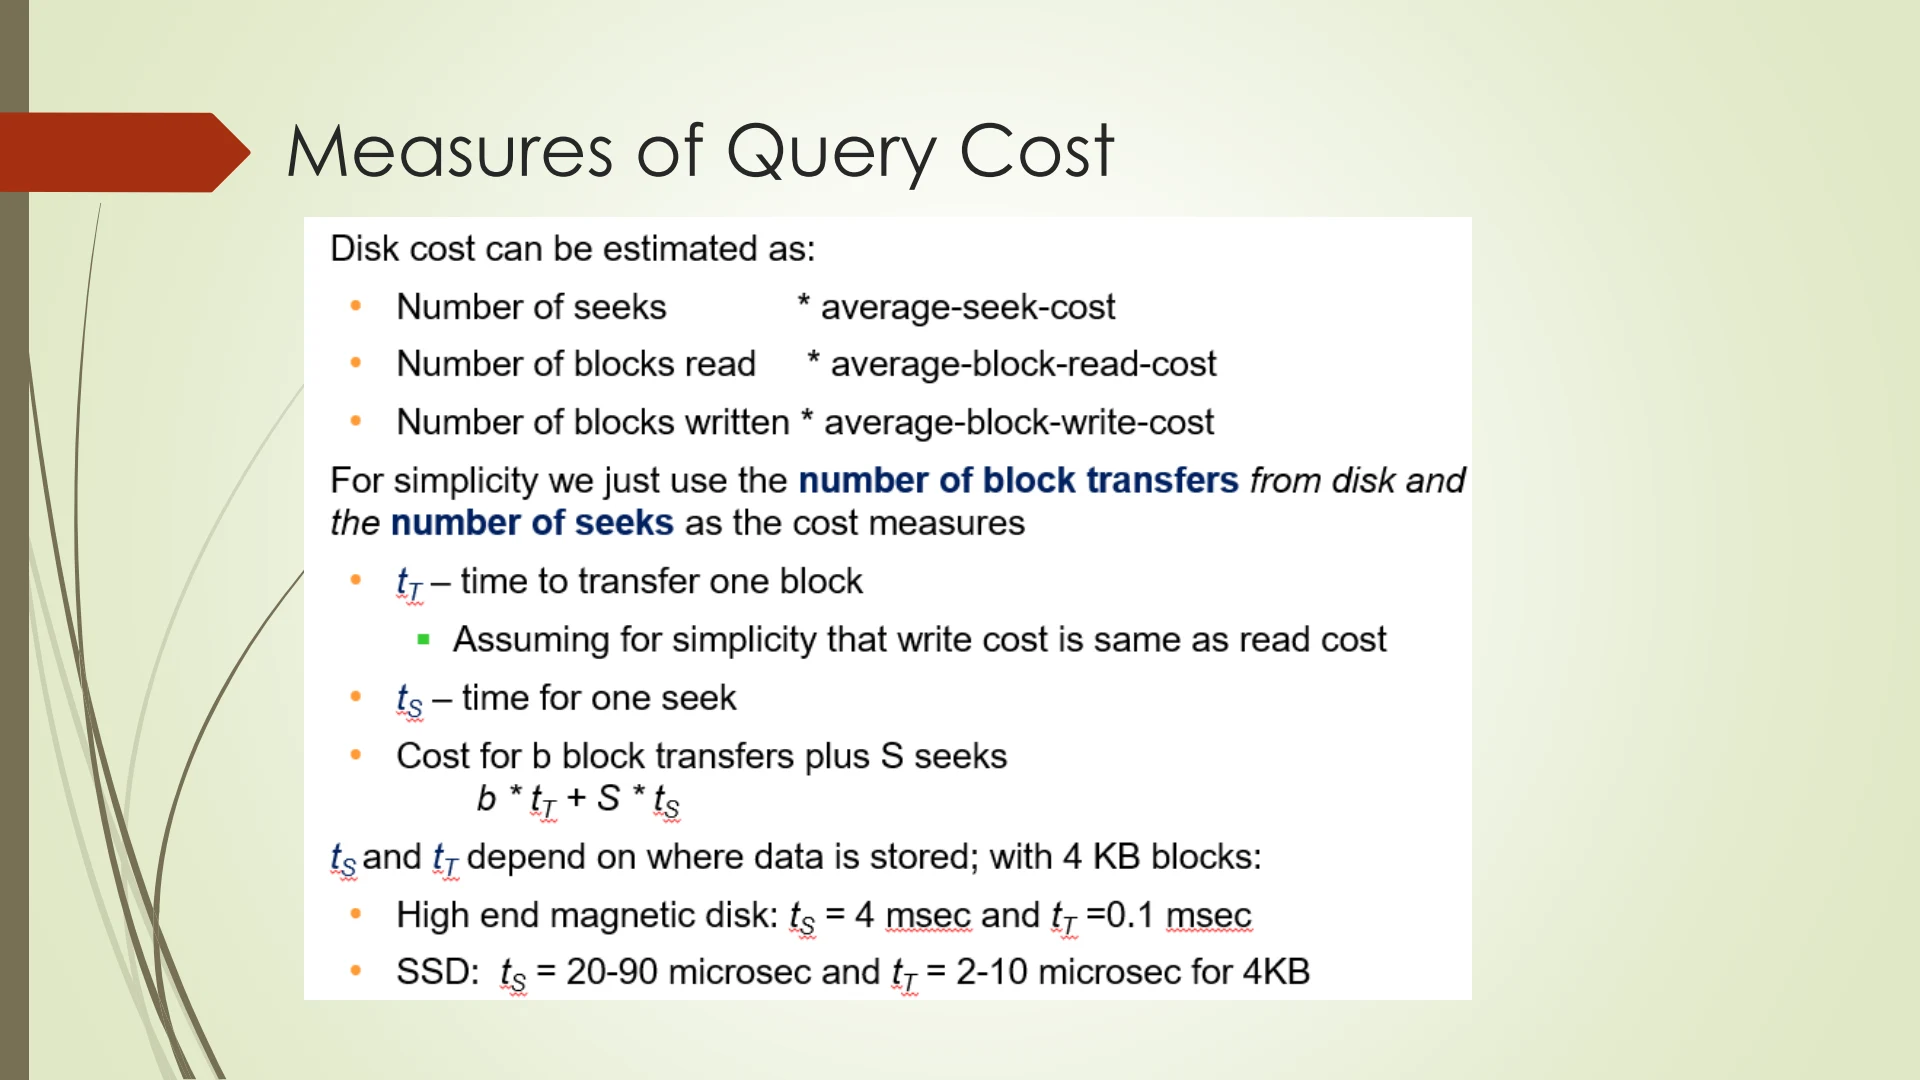 Measures of Query Cost
Disk cost can be estimated as:
• Number of seeks * average-seek-cost
• Number of blocks read * average-block-read-cost
• Number of blocks written * average-block-write-cost
For simplicity we just use the number of block transfers from disk and
the number of seeks as the cost measures
• tT – time to transfer one block
▪ Assuming for simplicity that write cost is same as read cost
• tS – time for one seek
• Cost for b block transfers plus S seeks
b * tT + S * tS
tS and tT depend on where data is stored; with 4 KB blocks:
• High end magnetic disk: tS = 4 msec and tT =0.1 msec
• SSD: tS = 20-90 microsec and tT = 2-10 microsec for 4KB